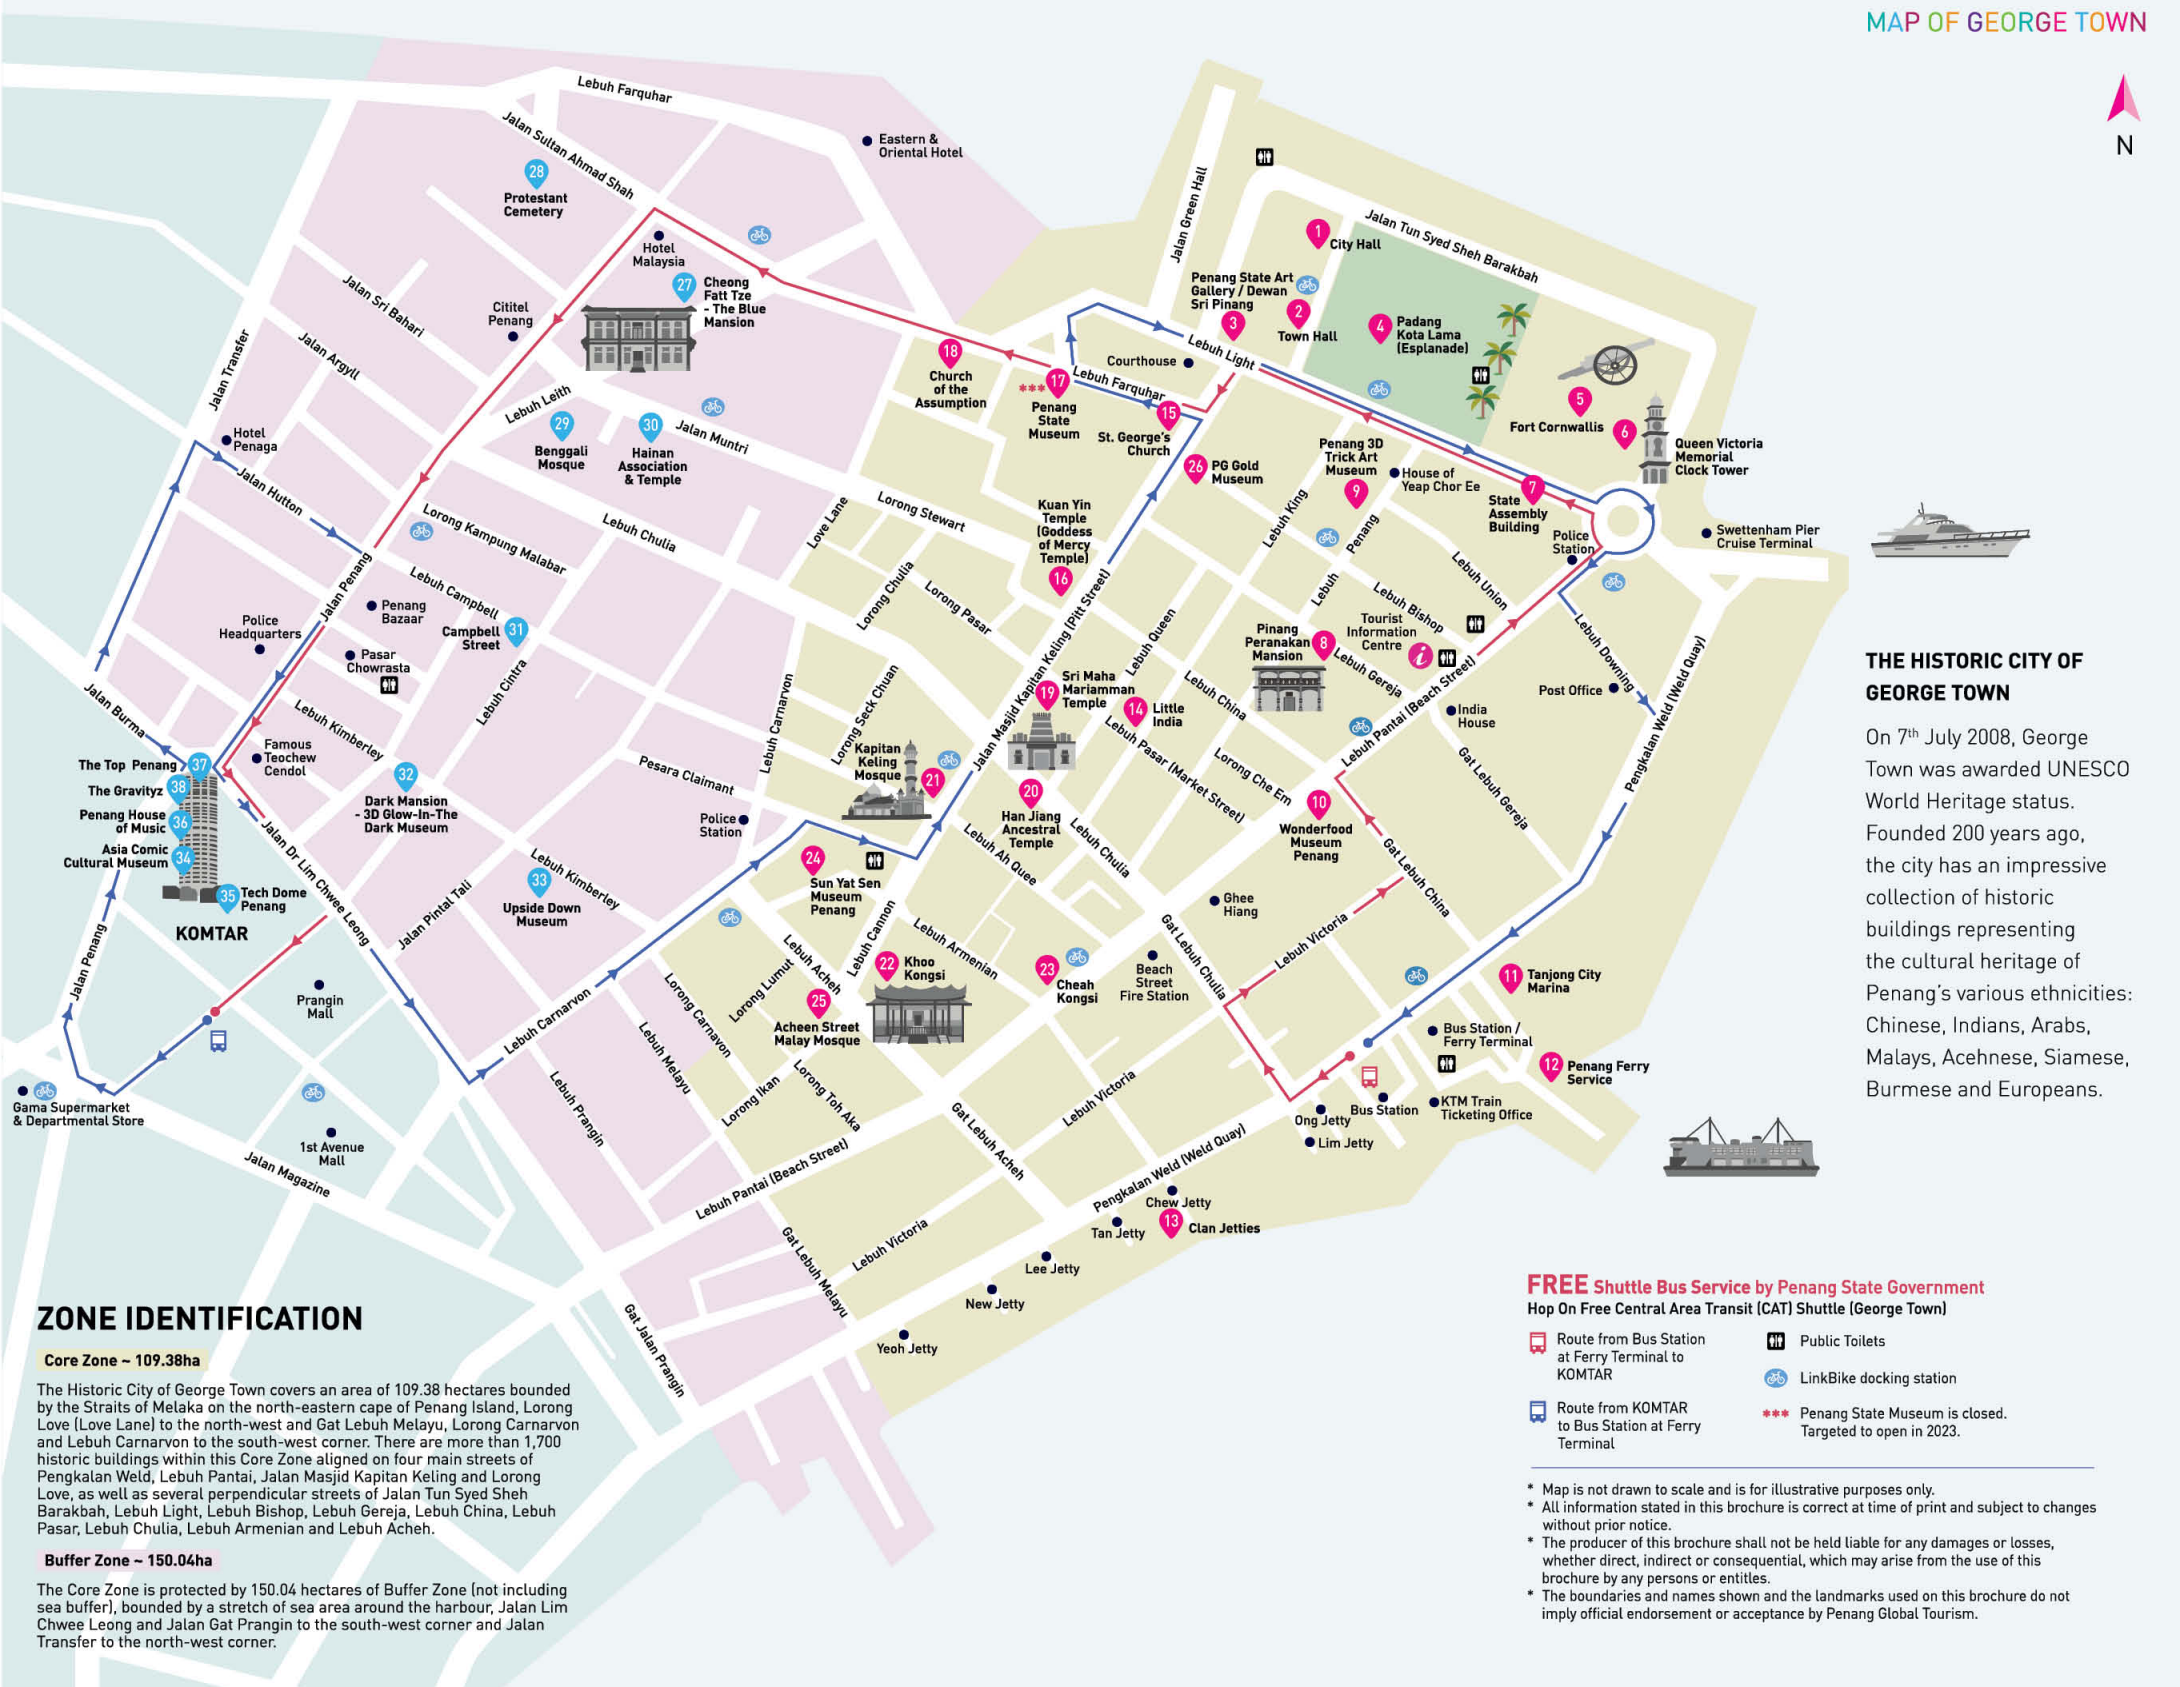 MAP OF GEORGE TOWN
N
Lebuh Farquhar
Jalan Sultan Ahmad Shah
Eastern &
Oriental Hotel
28
Protestant
Cemetery
Hotel
Malaysia
27
Cheong
Fatt Tze
- The Blue
Mansion
Cititel
Penang
Jalan Sri Bahari
Jalan Argyll
Jalan Transfer
Lebuh Leith
29
Benggali
Mosque
30
Hainan
Association
& Temple
Jalan Muntri
Hotel
Penaga
Jalan Hutton
Lorong Kampung Malabar
Lebuh Chulia
Lebuh Campbell
Jalan Penang
Penang
Bazaar
Police
Headquarters
Campbell
Street
31
Pasar
Chowrasta
Lebuh Cintra
Jalan Burma
Lebuh Kimberley
Famous
Teochew
Cendol
The Top Penang
37
The Gravityz
38
Penang House
of Music
36
Asia Comic
Cultural Museum
34
35
Tech Dome
Penang
KOMTAR
32
Dark Mansion
- 3D Glow-In-The
Dark Museum
Jalan Dr Lim Chwee Leong
Jalan Pintal Tali
33
Upside Down
Museum
Lebuh Kimberley
Pesara Claimant
Police
Station
Lebuh Carnarvon
Jalan Penang
Prangin
Mall
Gama Supermarket
& Departmental Store
1st Avenue
Mall
Jalan Magazine
Lebuh Carnarvon
Lebuh Prangin
Lebuh Melayu
Lorong Carnavon
Lorong Lumut
Lorong Ikan
Lorong Toh Aka
Lebuh Acheh
Lebuh Cannon
Lebuh Armenian
Jalan Green Hall
1
City Hall
Jalan Tun Syed Sheh Barakbah
Penang State Art
Gallery / Dewan
Sri Pinang
3
2
Town Hall
4
Padang
Kota Lama
(Esplanade)
5
Fort Cornwallis
6
Queen Victoria
Memorial
Clock Tower
Lebuh Light
Courthouse
Lebuh Farquhar
18
Church
of the
Assumption
***
17
Penang
State
Museum
15
St. George's
Church
26
PG Gold
Museum
Penang 3D
Trick Art
Museum
9
House of
Yeap Chor Ee
7
State
Assembly
Building
Police
Station
Swettenham Pier
Cruise Terminal
Love Lane
Lorong Stewart
Kuan Yin
Temple
(Goddess
of Mercy
Temple)
16
Lebuh King
Lebuh Penang
Lebuh Union
Lebuh Bishop
Lorong Chulia
Lorong Pasar
Jalan Masjid Kapitan Keling (Pitt Street)
Lebuh Queen
Tourist
Information
Centre
i
Pinang
Peranakan
Mansion
8
Lebuh Gereja
Lebuh Downing
Post Office
Pengkalan Weld (Weld Quay)
Lebuh Pantai (Beach Street)
India
House
Lorong Seck Chuan
19
Sri Maha
Mariamman
Temple
14
Little
India
Lebuh China
Lebuh Pasar (Market Street)
Lorong Che Em
Gat Lebuh Gereja
Kapitan
Keling
Mosque
21
20
Han Jiang
Ancestral
Temple
10
Wonderfood
Museum
Penang
Lebuh Ah Quee
Lebuh Chulia
24
Sun Yat Sen
Museum
Penang
Gat Lebuh China
Ghee
Hiang
Gat Lebuh Chulia
Lebuh Victoria
22
Khoo
Kongsi
23
Cheah
Kongsi
Beach
Street
Fire Station
25
Acheen Street
Malay Mosque
11
Tanjong City
Marina
Bus Station /
Ferry Terminal
12
Penang Ferry
Service
KTM Train
Ticketing Office
Bus Station
Ong Jetty
Lim Jetty
Lebuh Victoria
Gat Lebuh Acheh
Lebuh Pantai (Beach Street)
Pengkalan Weld (Weld Quay)
Chew Jetty
13
Clan Jetties
Tan Jetty
Lee Jetty
New Jetty
Yeoh Jetty
Lebuh Victoria
Gat Lebuh Melayu
Gat Jalan Prangin
THE HISTORIC CITY OF
GEORGE TOWN
On 7th July 2008, George
Town was awarded UNESCO
World Heritage status.
Founded 200 years ago,
the city has an impressive
collection of historic
buildings representing
the cultural heritage of
Penang's various ethnicities:
Chinese, Indians, Arabs,
Malays, Acehnese, Siamese,
Burmese and Europeans.
ZONE IDENTIFICATION
Core Zone ~ 109.38ha
The Historic City of George Town covers an area of 109.38 hectares bounded
by the Straits of Melaka on the north-eastern cape of Penang Island, Lorong
Love (Love Lane) to the north-west and Gat Lebuh Melayu, Lorong Carnarvon
and Lebuh Carnarvon to the south-west corner. There are more than 1,700
historic buildings within this Core Zone aligned on four main streets of
Pengkalan Weld, Lebuh Pantai, Jalan Masjid Kapitan Keling and Lorong
Love, as well as several perpendicular streets of Jalan Tun Syed Sheh
Barakbah, Lebuh Light, Lebuh Bishop, Lebuh Gereja, Lebuh China, Lebuh
Pasar, Lebuh Chulia, Lebuh Armenian and Lebuh Acheh.
Buffer Zone ~ 150.04ha
The Core Zone is protected by 150.04 hectares of Buffer Zone (not including
sea buffer), bounded by a stretch of sea area around the harbour, Jalan Lim
Chwee Leong and Jalan Gat Prangin to the south-west corner and Jalan
Transfer to the north-west corner.
FREE Shuttle Bus Service by Penang State Government
Hop On Free Central Area Transit (CAT) Shuttle (George Town)
Route from Bus Station
at Ferry Terminal to
KOMTAR
Route from KOMTAR
to Bus Station at Ferry
Terminal
Public Toilets
LinkBike docking station
*** Penang State Museum is closed.
Targeted to open in 2023.
* Map is not drawn to scale and is for illustrative purposes only.
* All information stated in this brochure is correct at time of print and subject to changes
without prior notice.
* The producer of this brochure shall not be held liable for any damages or losses,
whether direct, indirect or consequential, which may arise from the use of this
brochure by any persons or entitles.
* The boundaries and names shown and the landmarks used on this brochure do not
imply official endorsement or acceptance by Penang Global Tourism.